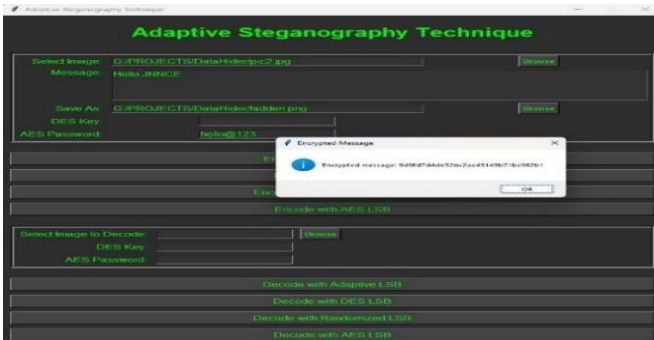 Adaptive Steganography Technique
Adaptive Steganography Technique
Select Image: G:/PROJECTS/DataHider/pic2.jpg Browse
Message: Hello JNNCE
Save As: G:/PROJECTS/DataHider/hidden.png Browse
DES Key:
AES Password: hello@123
Encrypted Message
Encrypted message:
OK
Encode with AES LSB
Select Image to Decode: Browse
DES Key:
AES Password:
Decode with Adaptive LSB
Decode with DES LSB
Decode with Randomized LSB
Decode with AES LSB